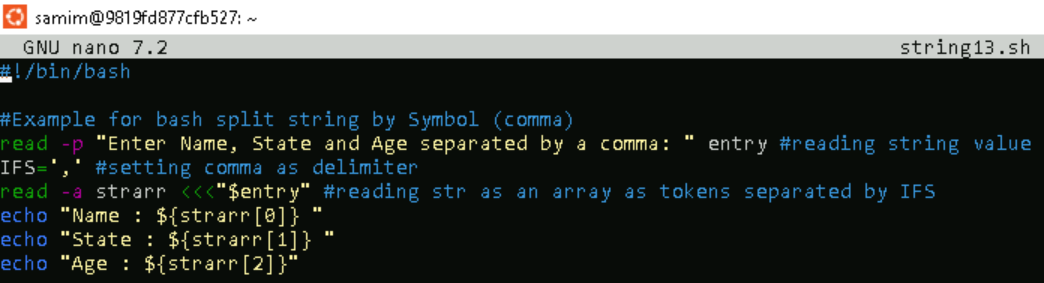 samim@9819fd877cfb527: ~
GNU nano 7.2 string13.sh
#!/bin/bash
#Example for bash split string by Symbol (comma)
read -p "Enter Name, State and Age separated by a comma: " entry #reading string value
IFS=',' #setting comma as delimiter
read -a strarr <<<"$entry" #reading str as an array as tokens separated by IFS
echo "Name : ${strarr[0]} "
echo "State : ${strarr[1]} "
echo "Age : ${strarr[2]}"